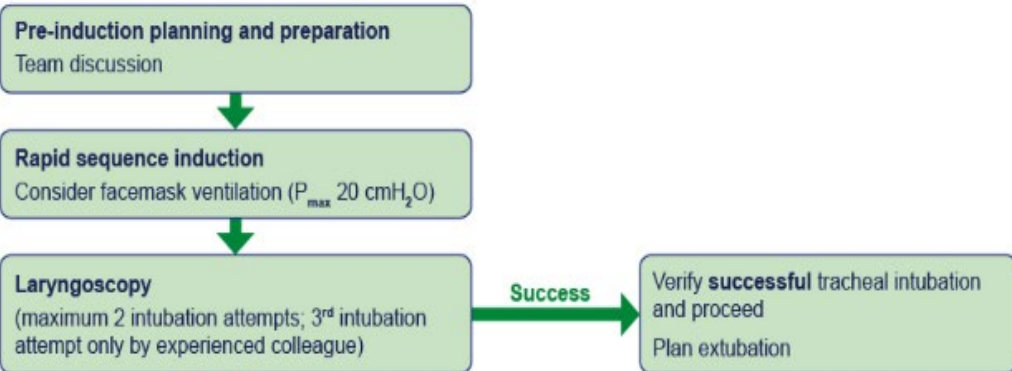 Pre-induction planning and preparation
Team discussion
Rapid sequence induction
Consider facemask ventilation (Pmax 20 cmH₂O)
Laryngoscopy
(maximum 2 intubation attempts; 3rd intubation
attempt only by experienced colleague)
Success
Verify successful tracheal intubation
and proceed
Plan extubation